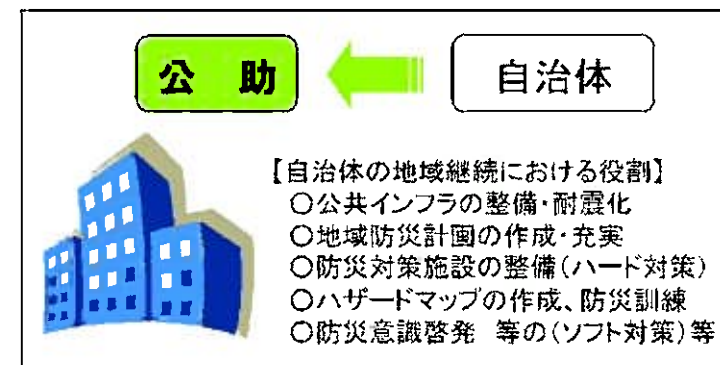 公　助　自治体
【自治体の地域継続における役割】
○公共インフラの整備・耐震化
○地域防災計画の作成・充実
○防災対策施設の整備(ハード対策)
○ハザードマップの作成、防災訓練
○防災意識啓発　等の(ソフト対策)等